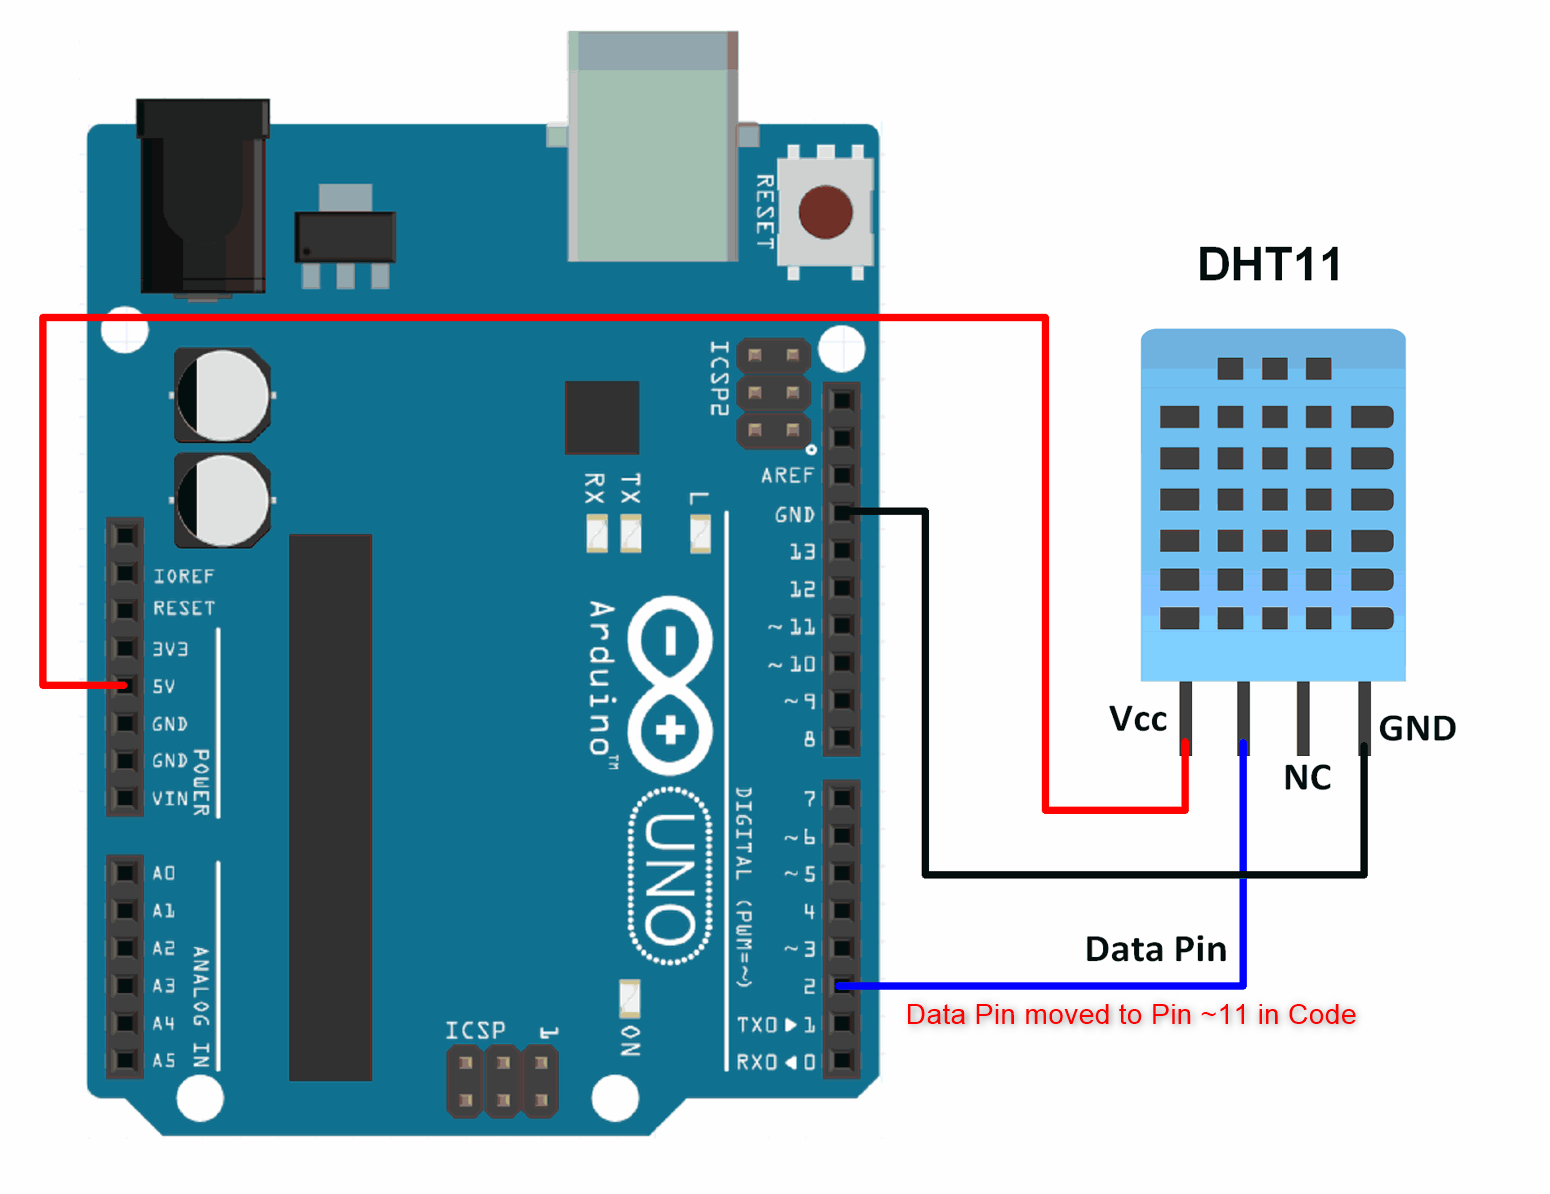 RESET
DHT11
ICSP2
AREF
GND
13
12
~11
~10
~9
8
RX
TX
L
IOREF
RESET
3V3
5V
GND
GND
VIN
POWER
Arduino™
UNO
DIGITAL (PWM=~)
7
~6
~5
4
~3
2
TX0▶1
RX0◀0
A0
A1
A2
A3
A4
A5
ANALOG IN
ICSP
1
ON
Vcc
NC
GND
Data Pin
Data Pin moved to Pin ~11 in Code